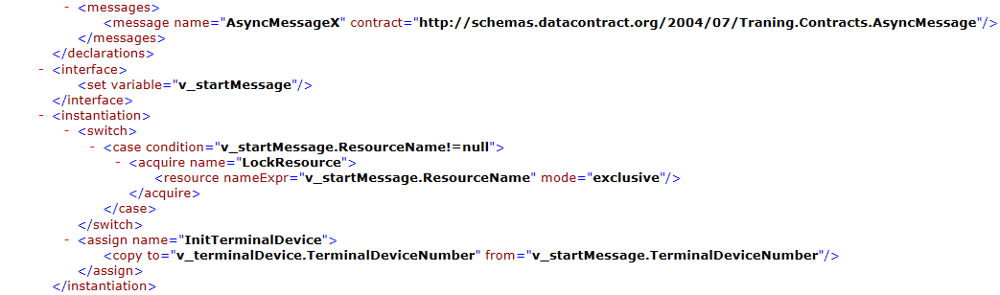 - <messages>
<message name="AsyncMessageX" contract="http://schemas.datacontract.org/2004/07/Traning.Contracts.AsyncMessage"/>
</messages>
</declarations>
- <interface>
<set variable="v_startMessage"/>
</interface>
- <instantiation>
- <switch>
- <case condition="v_startMessage.ResourceName!=null">
- <acquire name="LockResource">
<resource nameExpr="v_startMessage.ResourceName" mode="exclusive"/>
</acquire>
</case>
</switch>
- <assign name="InitTerminalDevice">
<copy to="v_terminalDevice.TerminalDeviceNumber" from="v_startMessage.TerminalDeviceNumber"/>
</assign>
</instantiation>